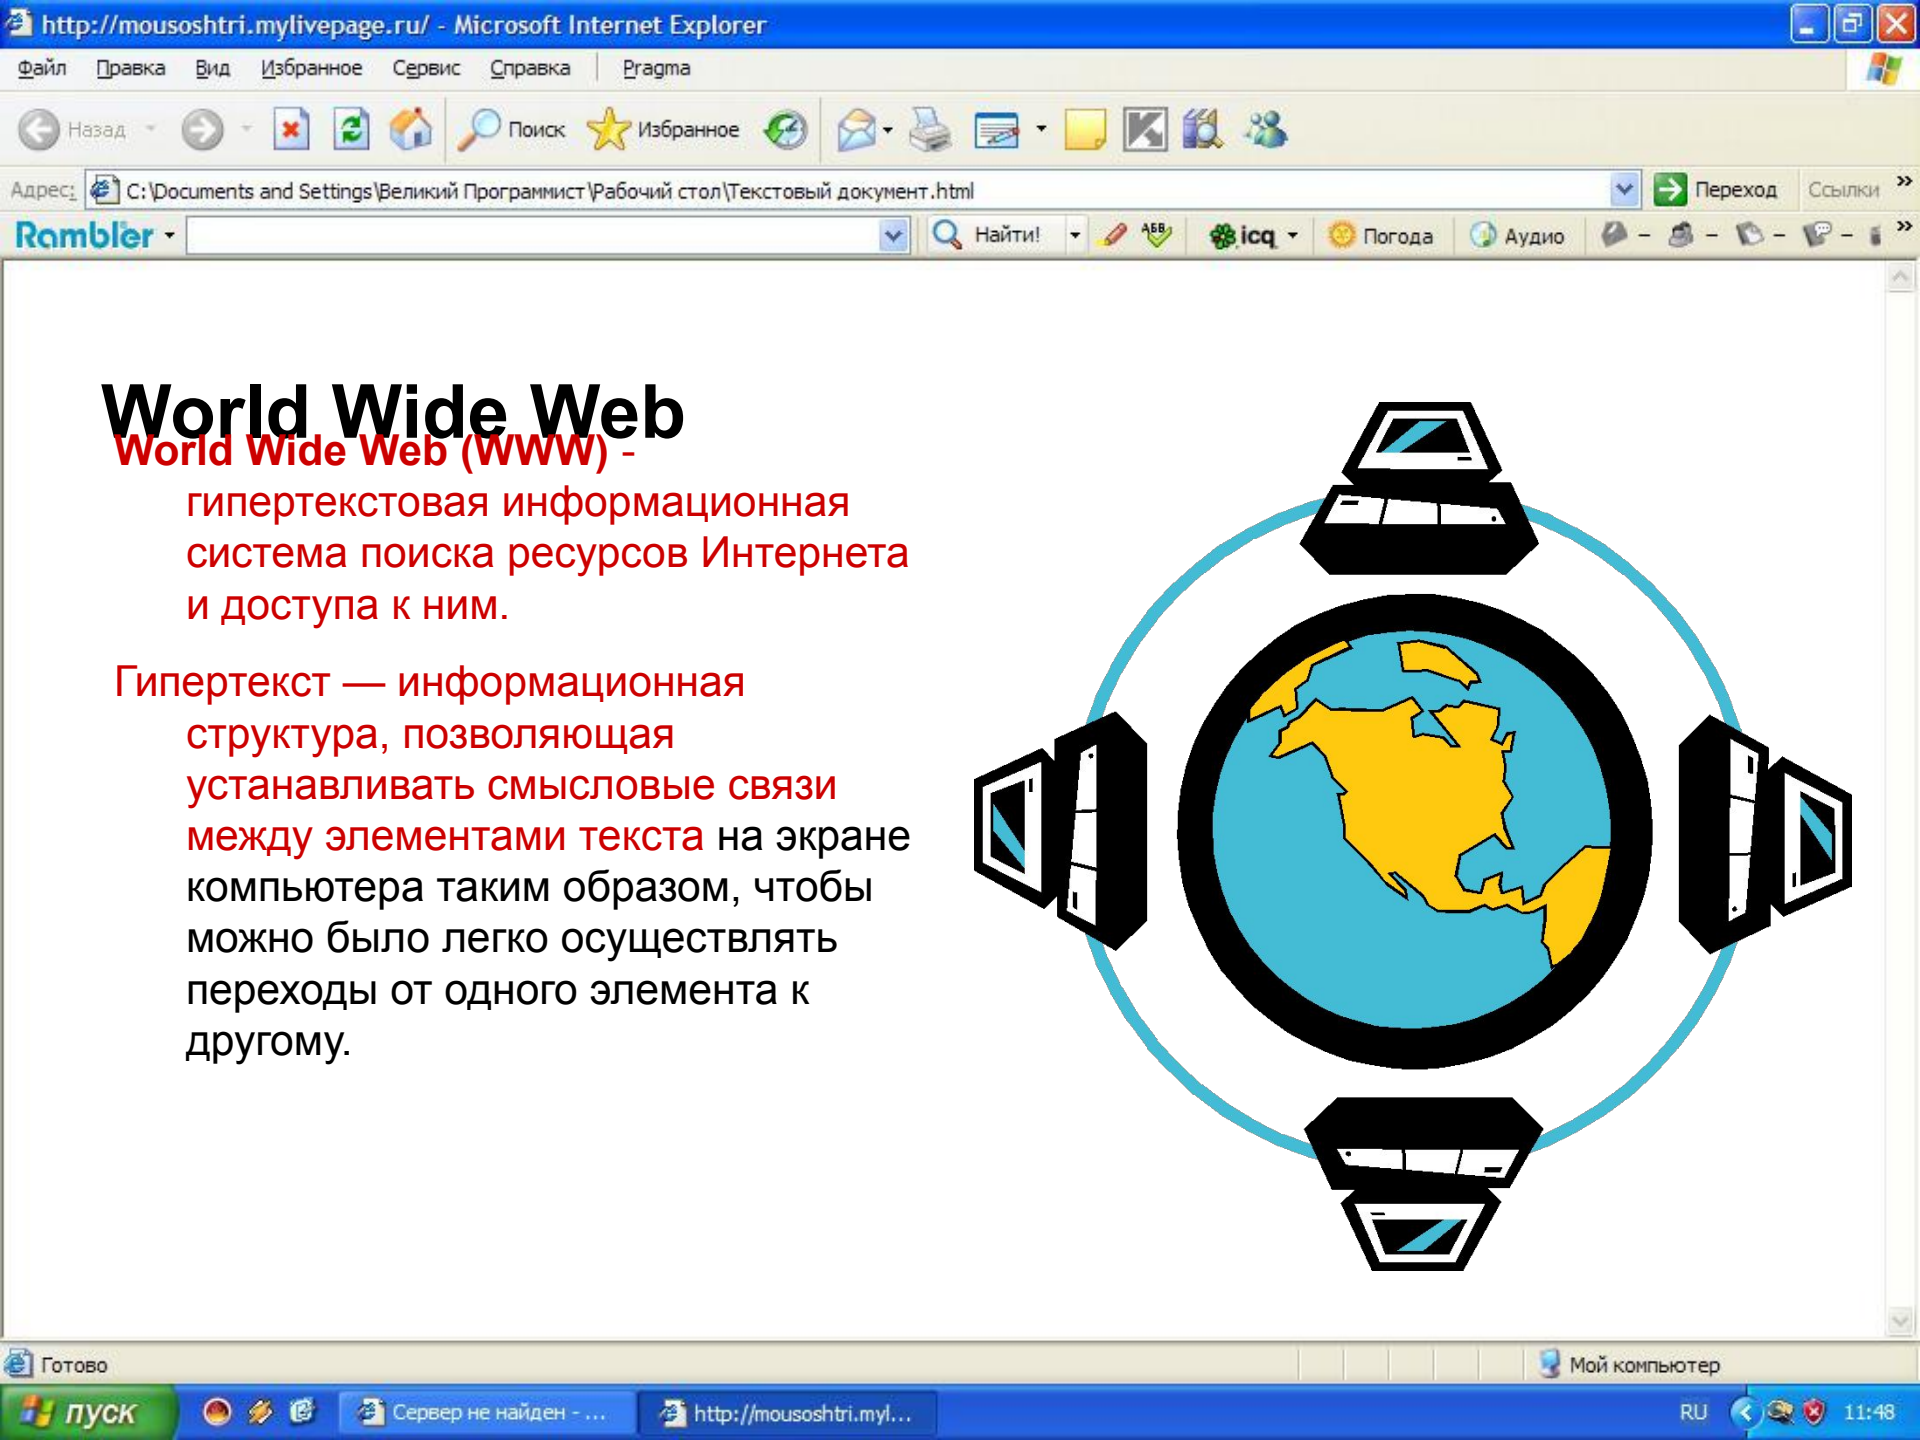 http://mousoshtri.mylivepage.ru/ - Microsoft Internet Explorer
Файл Правка Вид Избранное Сервис Справка Pragma
Назад Поиск Избранное
Адрес: C:\Documents and Settings\Великий Программист\Рабочий стол\Текстовый документ.html Переход Ссылки »
Rambler Найти! АБВ icq Погода Аудио »
World Wide Web
World Wide Web (WWW) -
гипертекстовая информационная
система поиска ресурсов Интернета
и доступа к ним.
Гипертекст — информационная
структура, позволяющая
устанавливать смысловые связи
между элементами текста на экране
компьютера таким образом, чтобы
можно было легко осуществлять
переходы от одного элемента к
другому.
Готово Мой компьютер
пуск Сервер не найден - ... http://mousoshtri.myl... RU 11:48